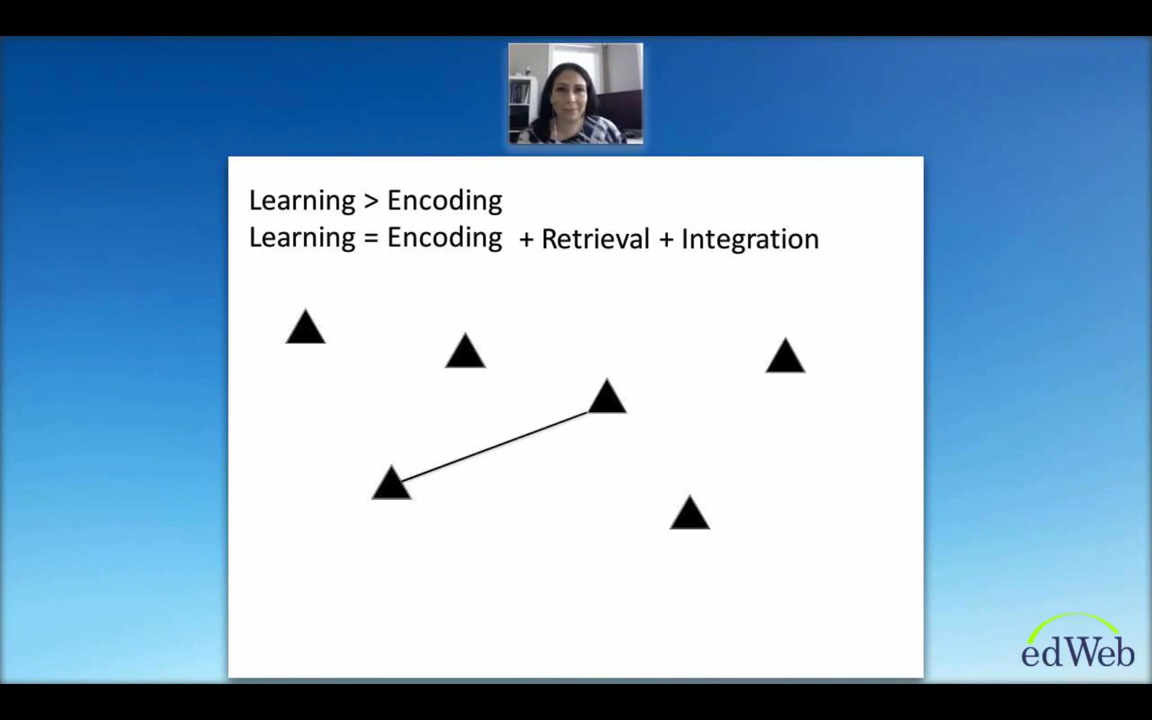 Learning > Encoding
Learning = Encoding + Retrieval + Integration
edWeb